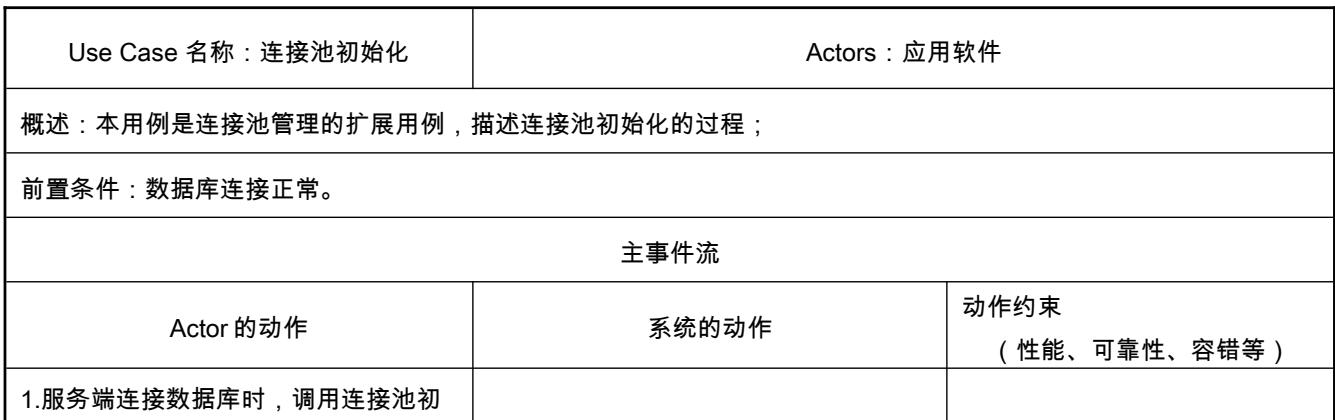 Use Case 名称：连接池初始化 Actors：应用软件
概述：本用例是连接池管理的扩展用例，描述连接池初始化的过程；
前置条件：数据库连接正常。
主事件流
Actor 的动作 系统的动作 动作约束
（性能、可靠性、容错等）
1.服务端连接数据库时，调用连接池初